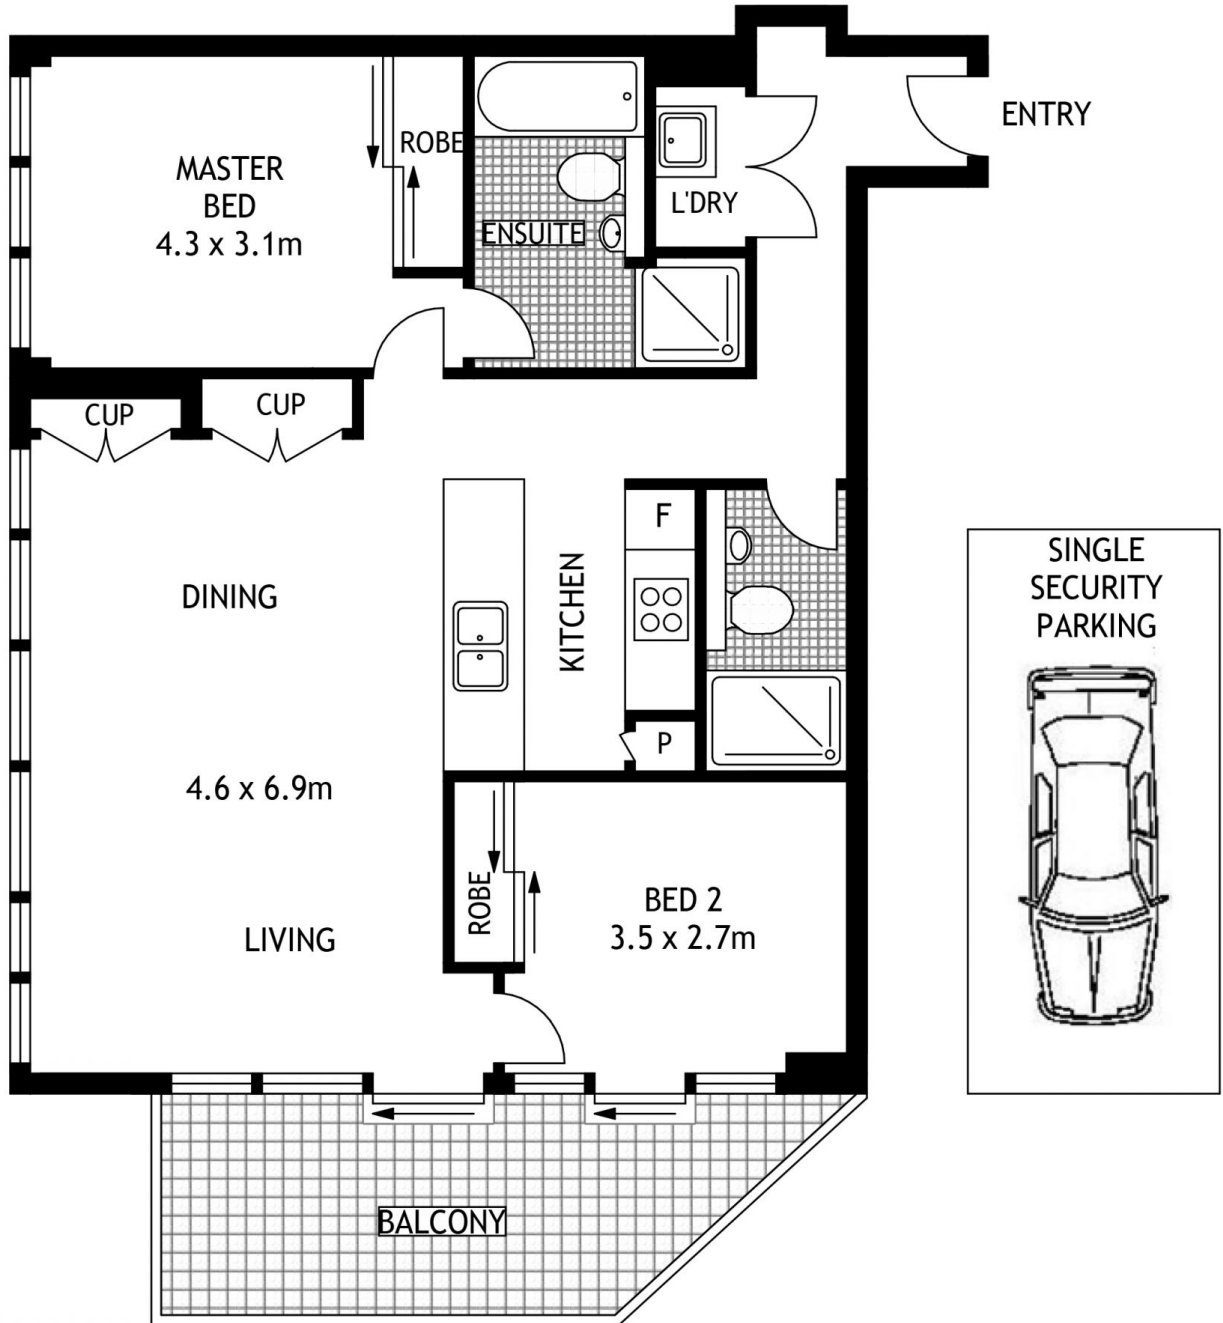 ENTRY
ROBE
MASTER
BED
4.3 x 3.1m
L'DRY
ENSUITE
CUP
CUP
F
SINGLE
SECURITY
PARKING
DINING
KITCHEN
P
4.6 x 6.9m
ROBE
BED 2
3.5 x 2.7m
LIVING
BALCONY